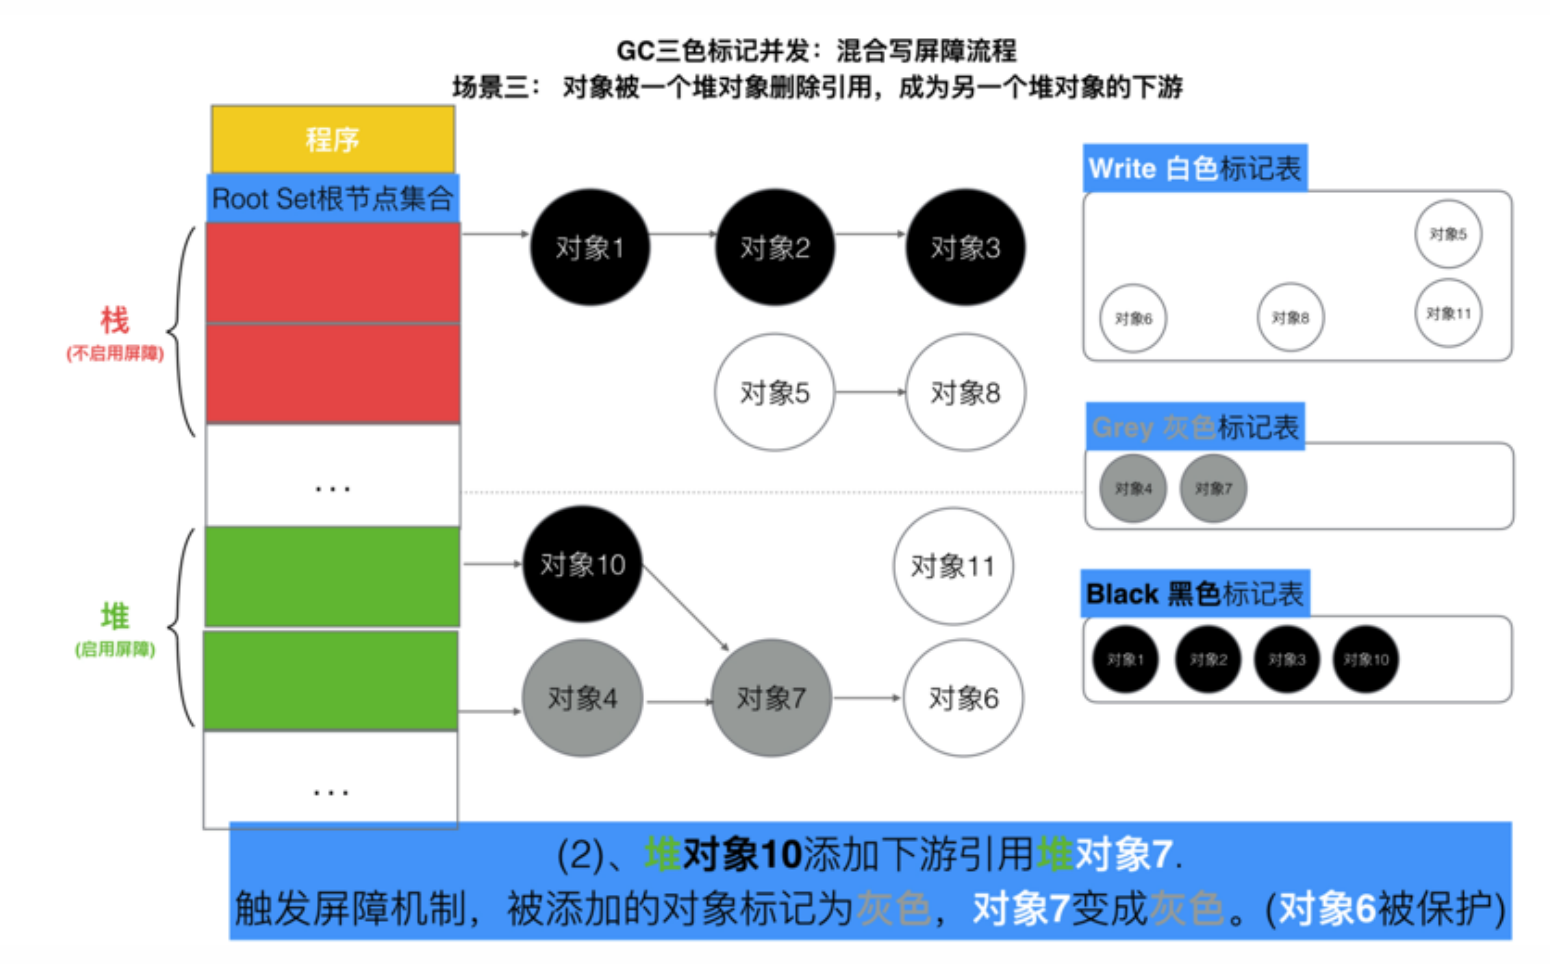 GC三色标记并发：混合写屏障流程
场景三： 对象被一个堆对象删除引用，成为另一个堆对象的下游
程序
Root Set根节点集合
栈
(不启用屏障)
...
堆
(启用屏障)
...
对象1
对象2
对象3
对象5
对象8
对象10
对象11
对象4
对象7
对象6
Write 白色标记表
对象5
对象6
对象8
对象11
Grey 灰色标记表
对象4
对象7
Black 黑色标记表
对象1
对象2
对象3
对象10
(2)、堆对象10添加下游引用堆对象7.
触发屏障机制，被添加的对象标记为灰色，对象7变成灰色。(对象6被保护)